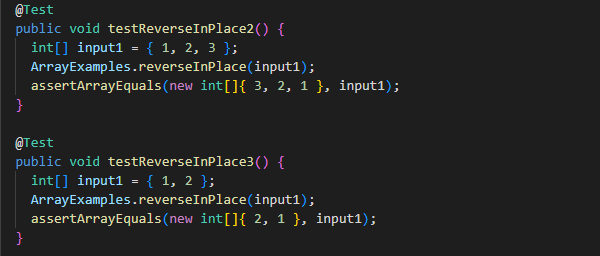 @Test
public void testReverseInPlace2() {
  int[] input1 = { 1, 2, 3 };
  ArrayExamples.reverseInPlace(input1);
  assertArrayEquals(new int[]{ 3, 2, 1 }, input1);
}
@Test
public void testReverseInPlace3() {
  int[] input1 = { 1, 2 };
  ArrayExamples.reverseInPlace(input1);
  assertArrayEquals(new int[]{ 2, 1 }, input1);
}